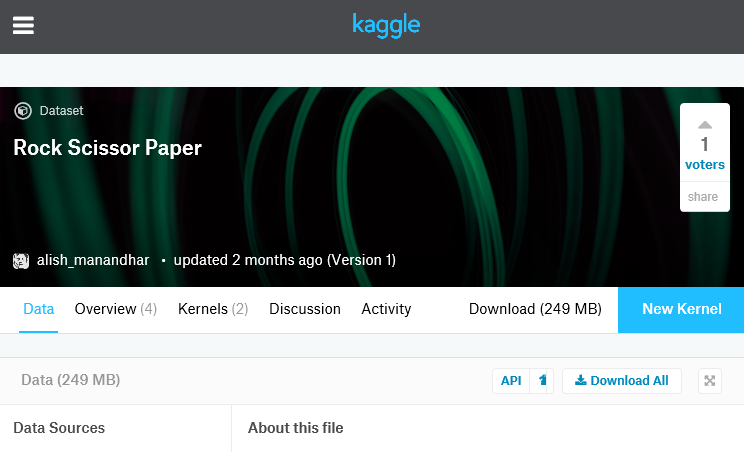 kaggle
Dataset
Rock Scissor Paper
1
voters
share
alish_manandhar • updated 2 months ago (Version 1)
Data Overview (4) Kernels (2) Discussion Activity Download (249 MB) New Kernel
Data (249 MB) API Download All
Data Sources About this file